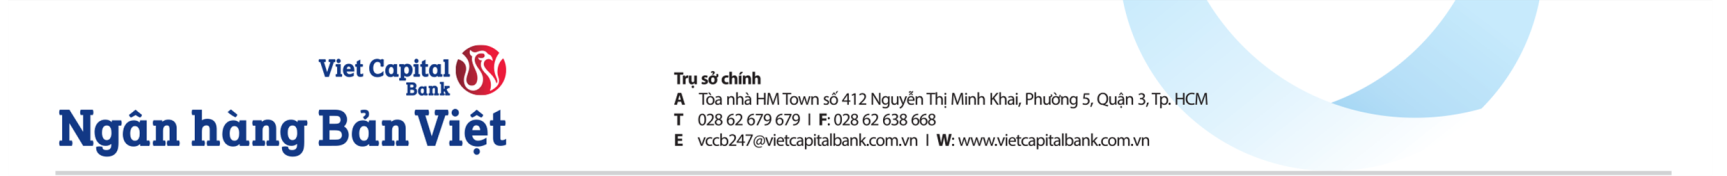 Viet Capital
Bank
Ngân hàng Bản Việt
Trụ sở chính
A Tòa nhà HM Town số 412 Nguyễn Thị Minh Khai, Phường 5, Quận 3, Tp. HCM
T 028 62 679 679 I F: 028 62 638 668
E vccb247@vietcapitalbank.com.vn I W: www.vietcapitalbank.com.vn